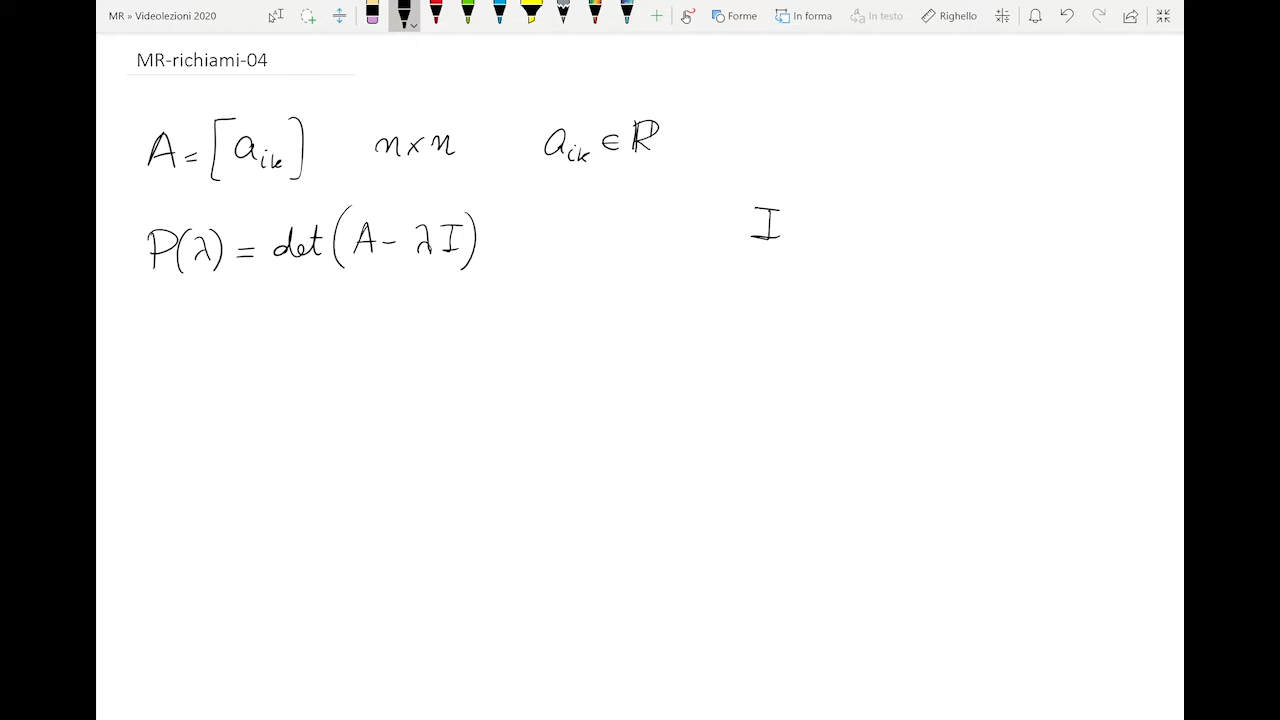 MR » Videolezioni 2020 Forme In forma In testo Righello
MR-richiami-04
A = [a_ik] n×n a_ik ∈ ℝ
P(λ) = det(A - λI) I